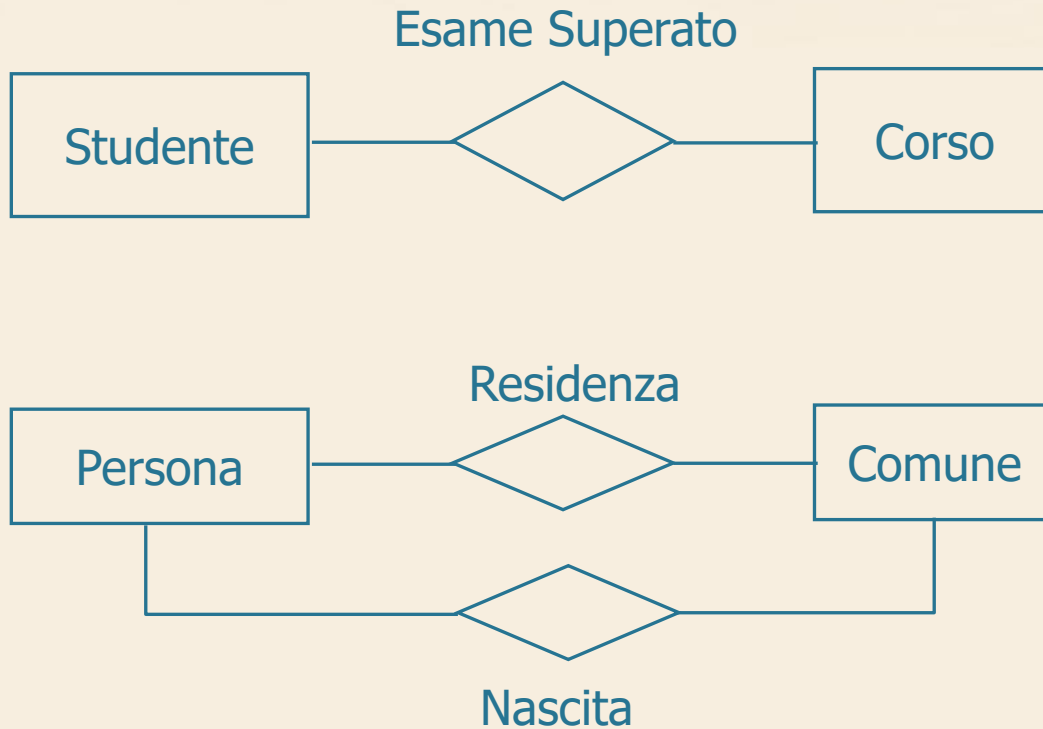 Esame Superato
Studente
Corso
Residenza
Persona
Comune
Nascita